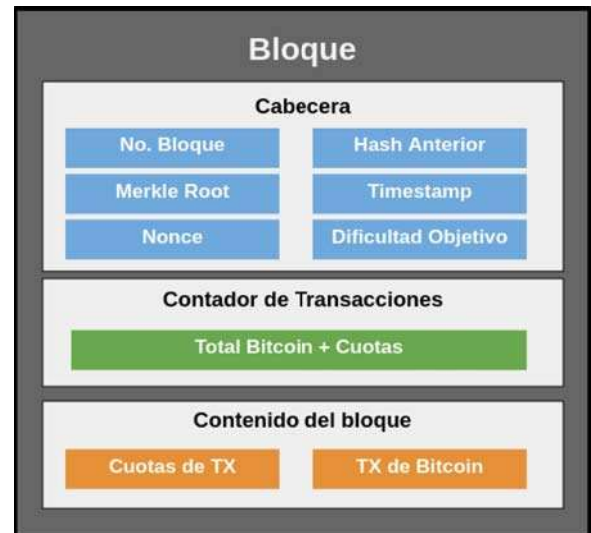 Bloque
Cabecera
No. Bloque
Hash Anterior
Merkle Root
Timestamp
Nonce
Dificultad Objetivo
Contador de Transacciones
Total Bitcoin + Cuotas
Contenido del bloque
Cuotas de TX
TX de Bitcoin